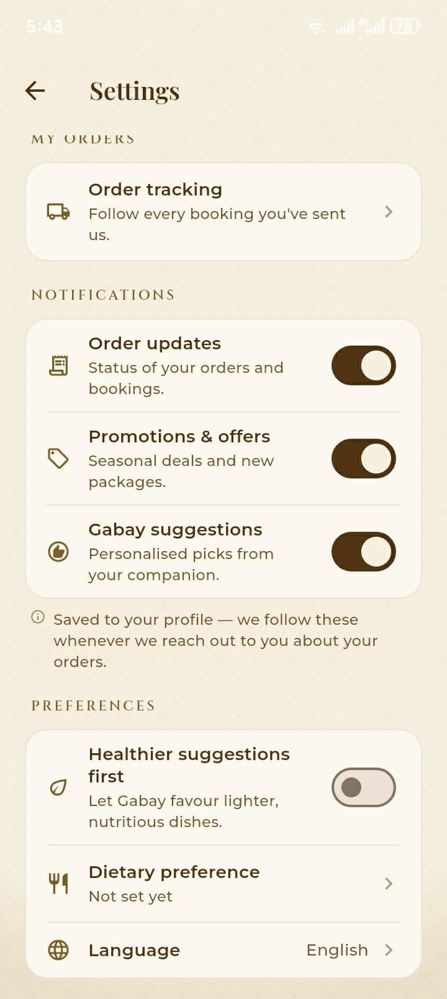 5:43
4G
78
Settings
MY ORDERS
Order tracking
Follow every booking you've sent
us.
NOTIFICATIONS
Order updates
Status of your orders and
bookings.
Promotions & offers
Seasonal deals and new
packages.
Gabay suggestions
Personalised picks from
your companion.
Saved to your profile — we follow these
whenever we reach out to you about your
orders.
PREFERENCES
Healthier suggestions
first
Let Gabay favour lighter,
nutritious dishes.
Dietary preference
Not set yet
Language English